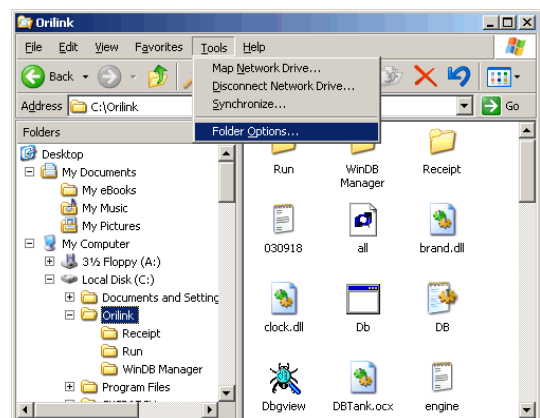 Orilink
File Edit View Favorites Tools Help
Back
Map Network Drive...
Disconnect Network Drive...
Synchronize...
Folder Options...
Address C:\Orilink Go
Folders
Desktop
My Documents
My eBooks
My Music
My Pictures
My Computer
3½ Floppy (A:)
Local Disk (C:)
Documents and Setting
Orilink
Receipt
Run
WinDB Manager
Program Files
Run WinDB Manager Receipt
030918 all brand.dll
clock.dll Db DB
Dbgview DBTank.ocx engine